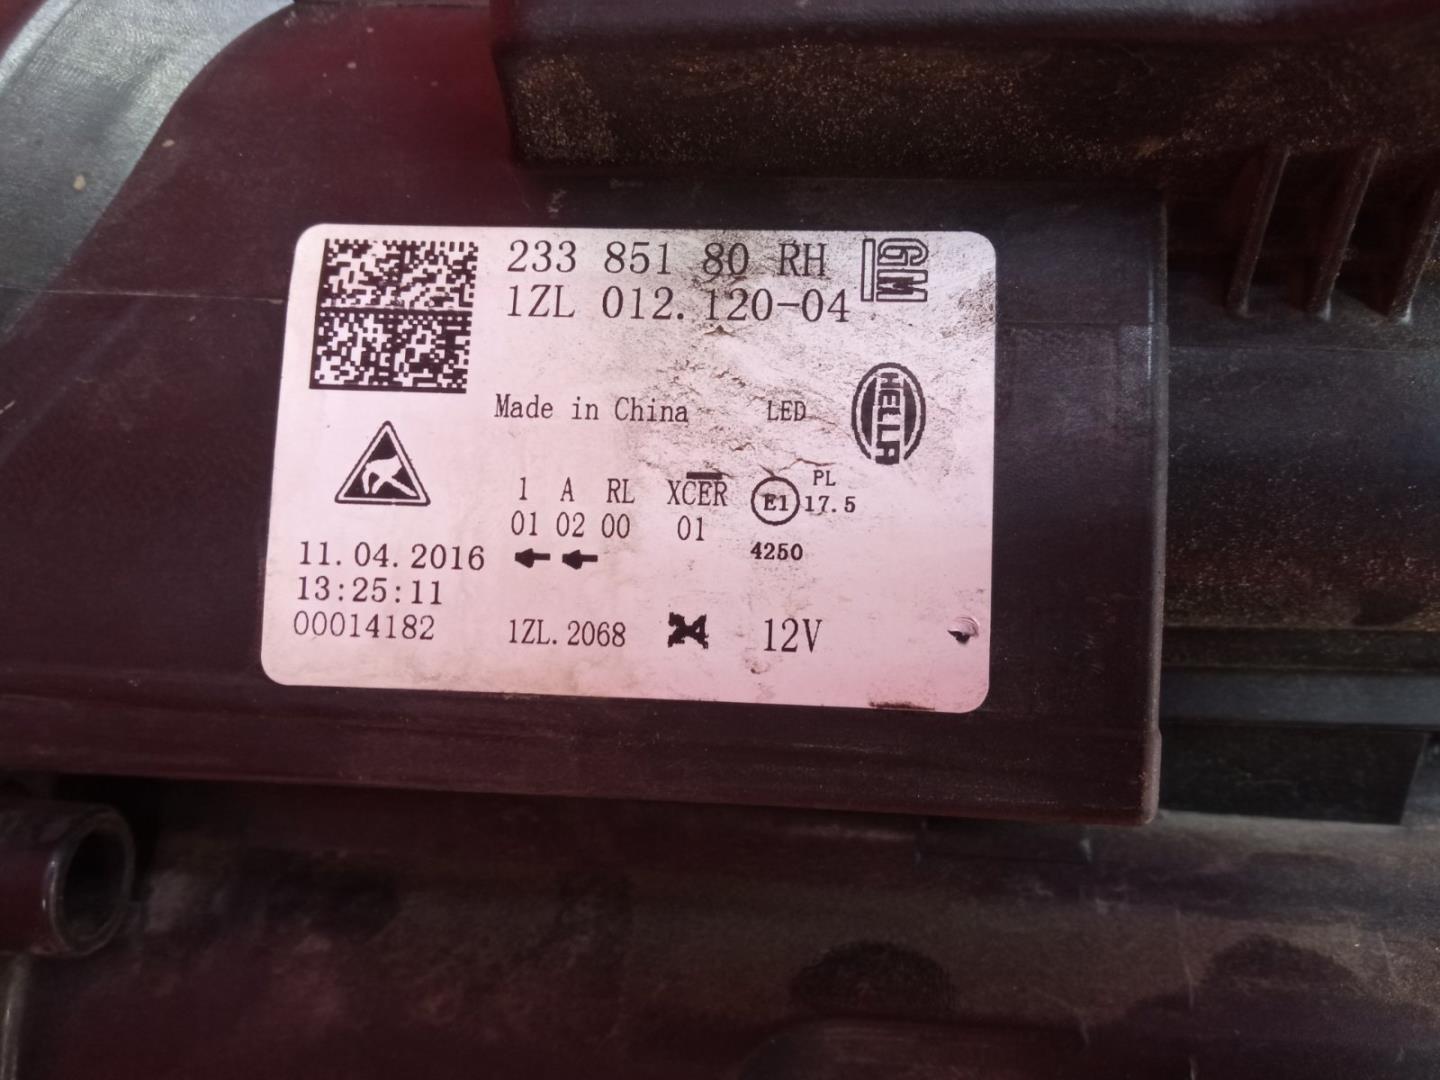 233 851 80 RH
GM
1ZL 012.120-04
Made in China LED
HELLA
1 A RL XCER E1 PL
17.5
01 02 00 01
4250
11.04.2016
13:25:11
00014182 1ZL.2068 12V